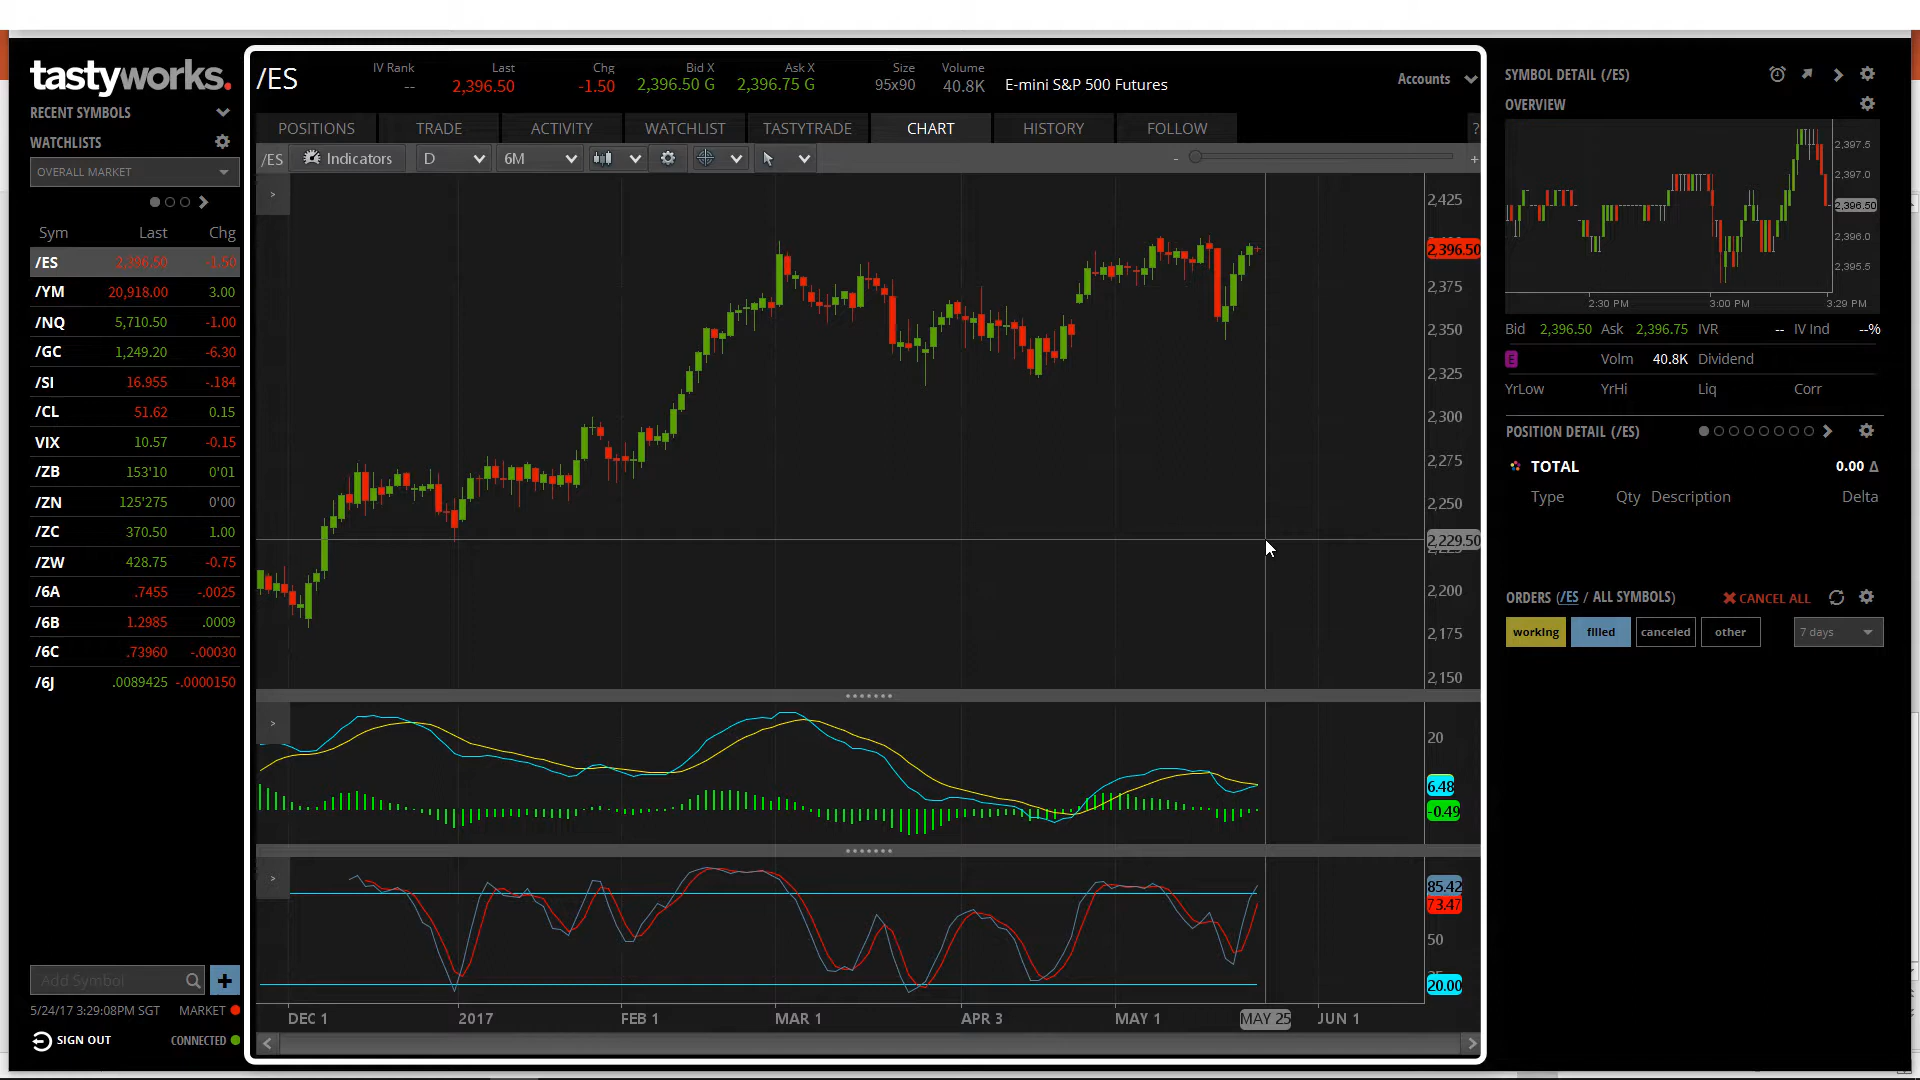 tastyworks.
RECENT SYMBOLS
WATCHLISTS
OVERALL MARKET
Sym Last Chg
/ES 2,396.50 -1.50
/YM 20,918.00 3.00
/NQ 5,710.50 -1.00
/GC 1,249.20 -6.30
/SI 16.955 -.184
/CL 51.62 0.15
VIX 10.57 -0.15
/ZB 153'10 0'01
/ZN 125'275 0'00
/ZC 370.50 1.00
/ZW 428.75 -0.75
/6A .7455 -.0025
/6B 1.2985 .0009
/6C .73960 -.00030
/6J .0089425 -.0000150
Add Symbol
5/24/17 3:29:08PM SGT MARKET
SIGN OUT CONNECTED
/ES
IV Rank Last Chg Bid X Ask X Size Volume
-- 2,396.50 -1.50 2,396.50 G 2,396.75 G 95x90 40.8K E-mini S&P 500 Futures
Accounts
POSITIONS TRADE ACTIVITY WATCHLIST TASTYTRADE CHART HISTORY FOLLOW ?
/ES Indicators D 6M - +
2,425
2,396.50
2,375
2,350
2,325
2,300
2,275
2,250
2,229.50
2,200
2,175
2,150
20
6.48
-0.49
85.42
73.47
50
20.00
DEC 1 2017 FEB 1 MAR 1 APR 3 MAY 1 MAY 25 JUN 1
SYMBOL DETAIL (/ES)
OVERVIEW
2,397.5
2,397.0
2,396.50
2,396.0
2,395.5
2:30 PM 3:00 PM 3:29 PM
Bid 2,396.50 Ask 2,396.75 IVR -- IV Ind --%
E Volm 40.8K Dividend
YrLow YrHi Liq Corr
POSITION DETAIL (/ES)
TOTAL 0.00 Δ
Type Qty Description Delta
ORDERS (/ES / ALL SYMBOLS) CANCEL ALL
working filled canceled other 7 days